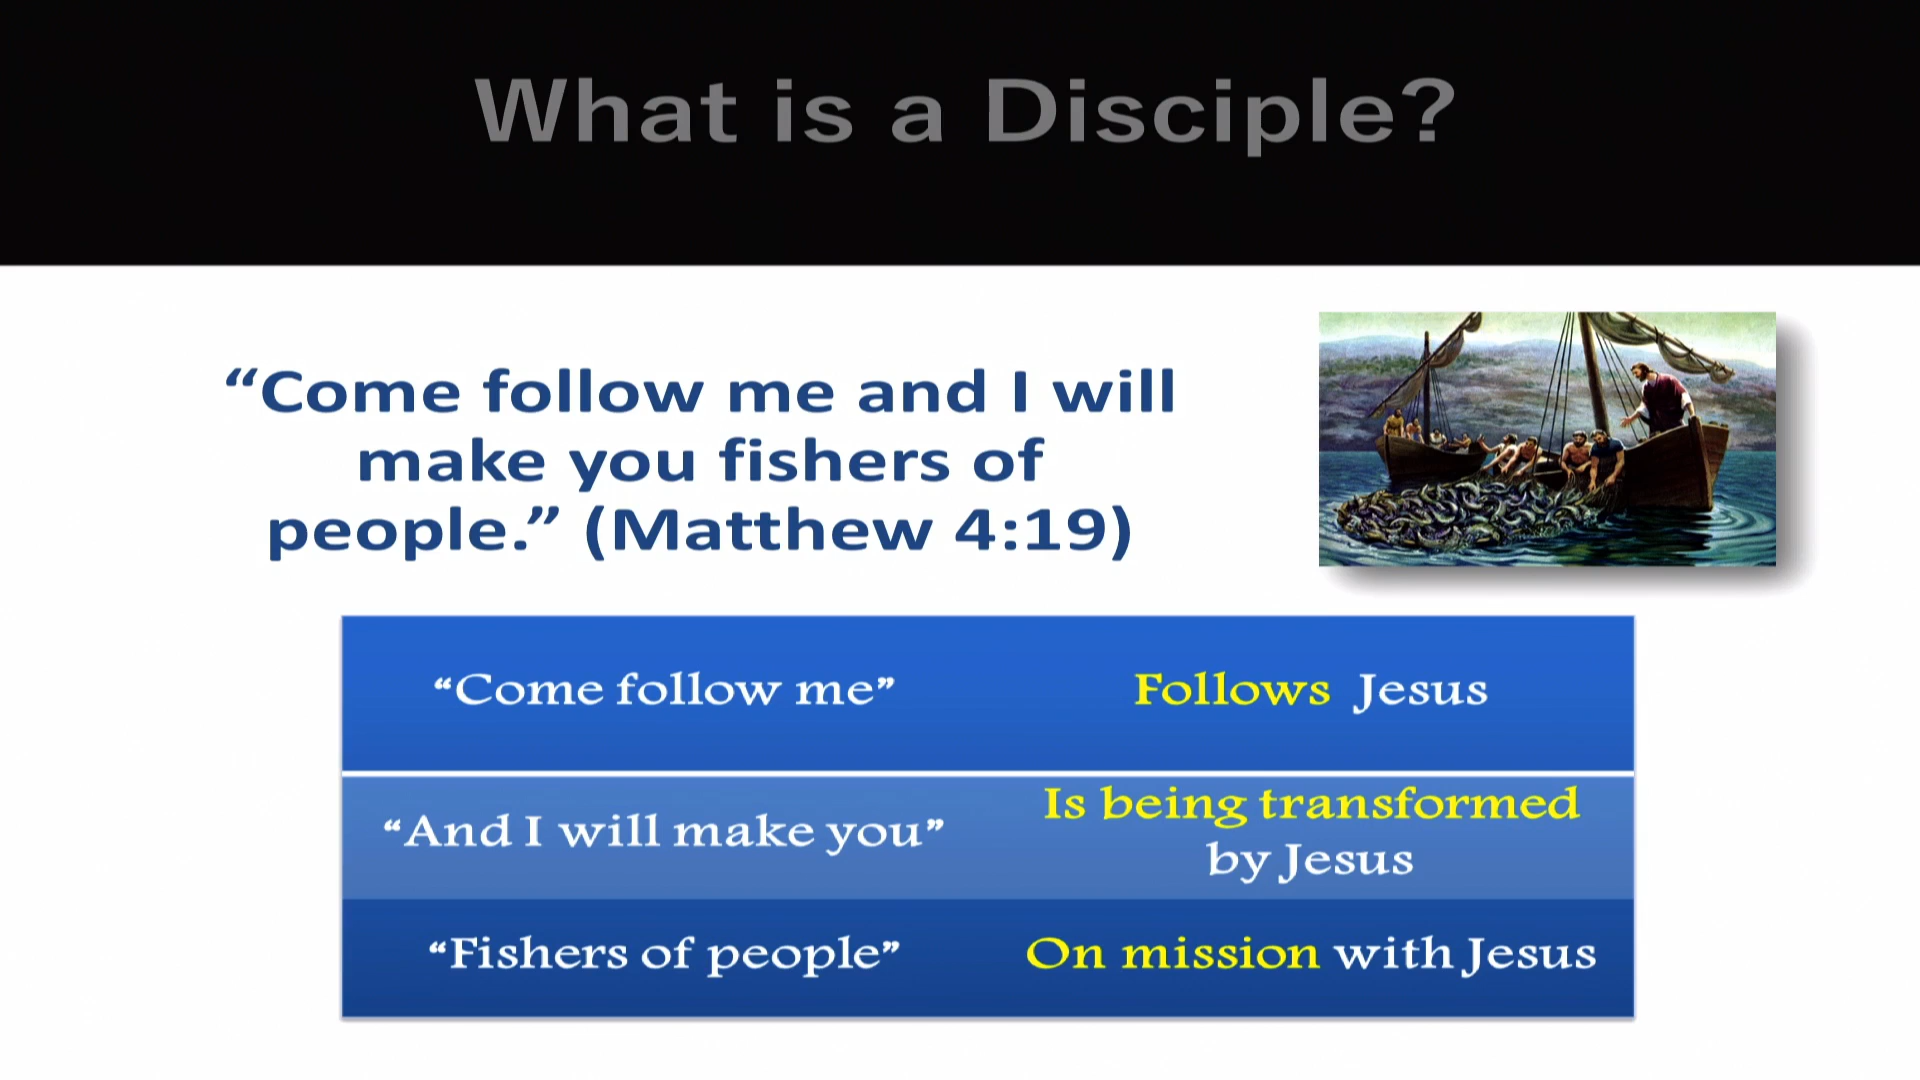 What is a Disciple?
“Come follow me and I will
make you fishers of
people.” (Matthew 4:19)
“Come follow me” Follows Jesus
“And I will make you” Is being transformed
by Jesus
“Fishers of people” On mission with Jesus